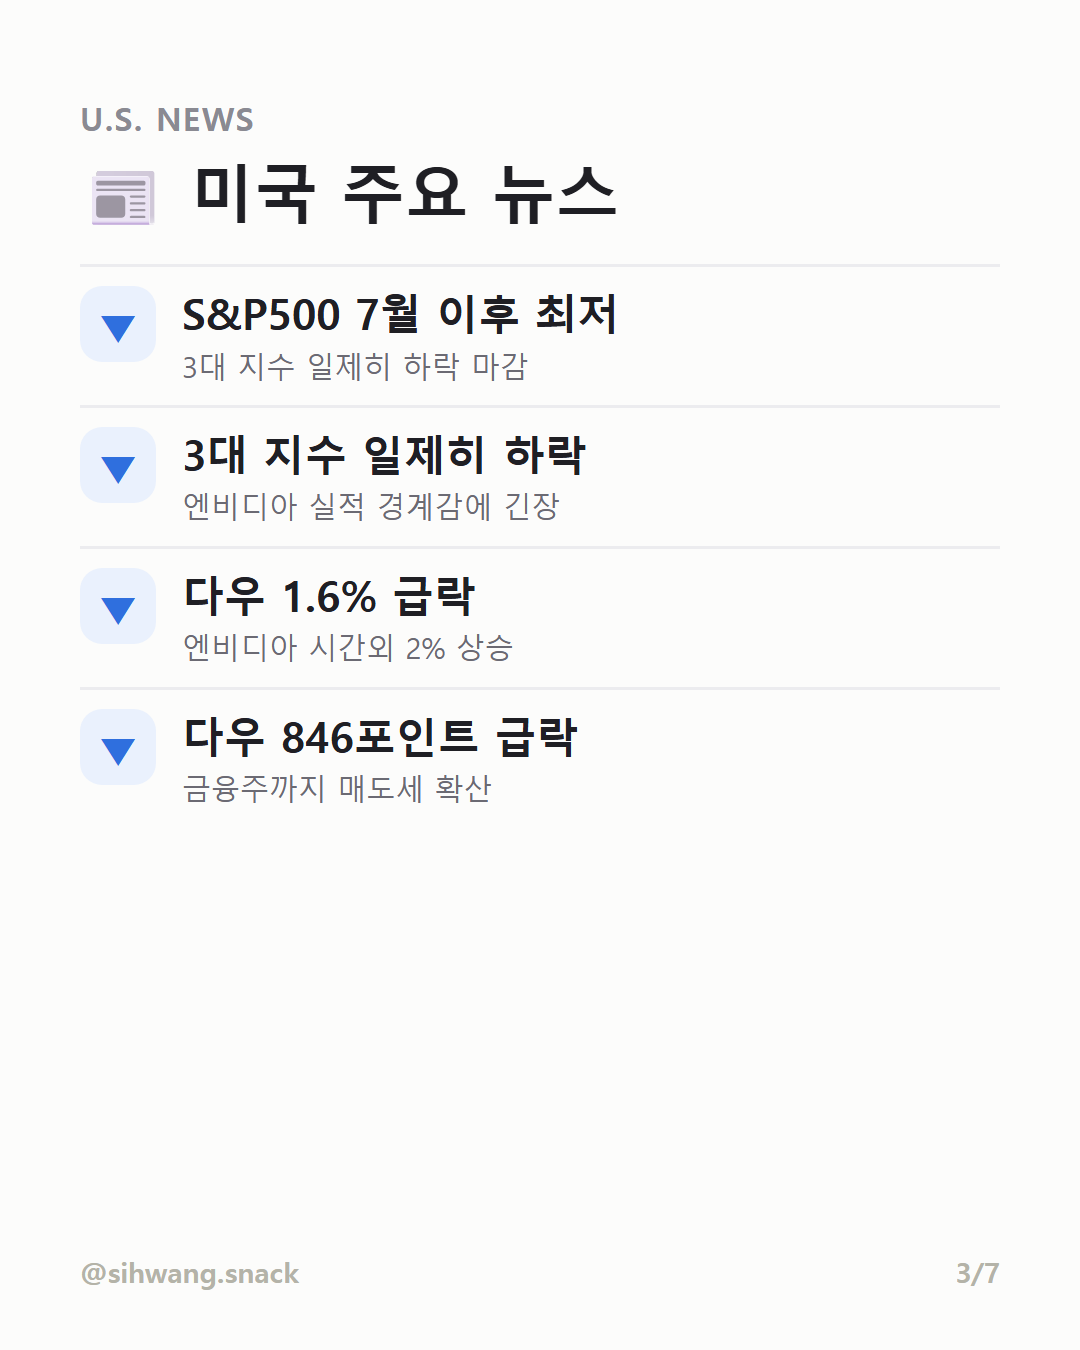 U.S. NEWS
미국 주요 뉴스
S&P500 7월 이후 최저
3대 지수 일제히 하락 마감
3대 지수 일제히 하락
엔비디아 실적 경계감에 긴장
다우 1.6% 급락
엔비디아 시간외 2% 상승
다우 846포인트 급락
금융주까지 매도세 확산
@sihwang.snack
3/7